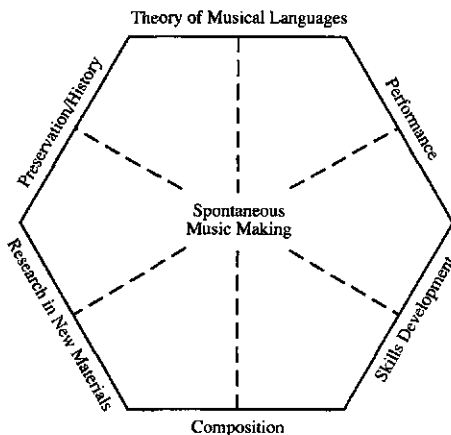 Theory of Musical Languages
Preservation/History
Performance
Spontaneous
Music Making
Research in New Materials
Skills Development
Composition